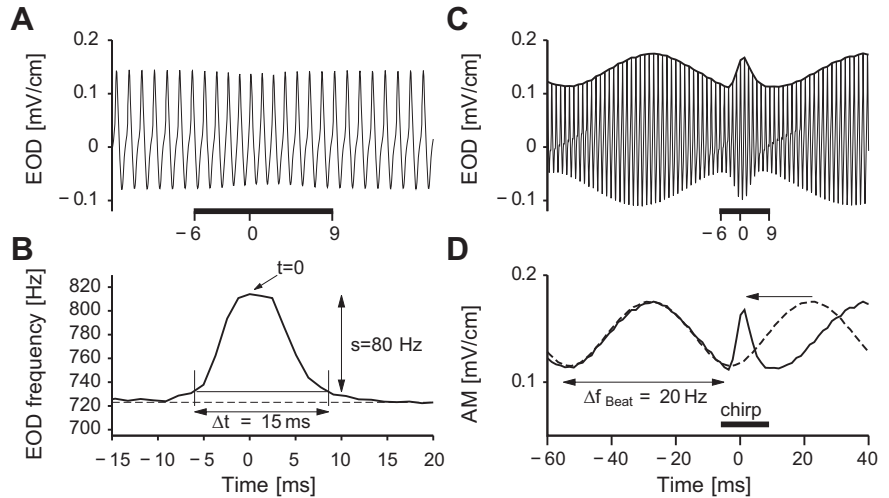 A
EOD [mV/cm]
0.2
0.1
0
−0.1
−6 0 9
B
EOD frequency [Hz]
820
800
780
760
740
720
700
t=0
s=80 Hz
Δt = 15 ms
−15 −10 −5 0 5 10 15 20
Time [ms]
C
EOD [mV/cm]
0.2
0.1
0
−0.1
−6 0 9
D
AM [mV/cm]
0.2
0.1
Δf Beat = 20 Hz
chirp
−60 −40 −20 0 20 40
Time [ms]